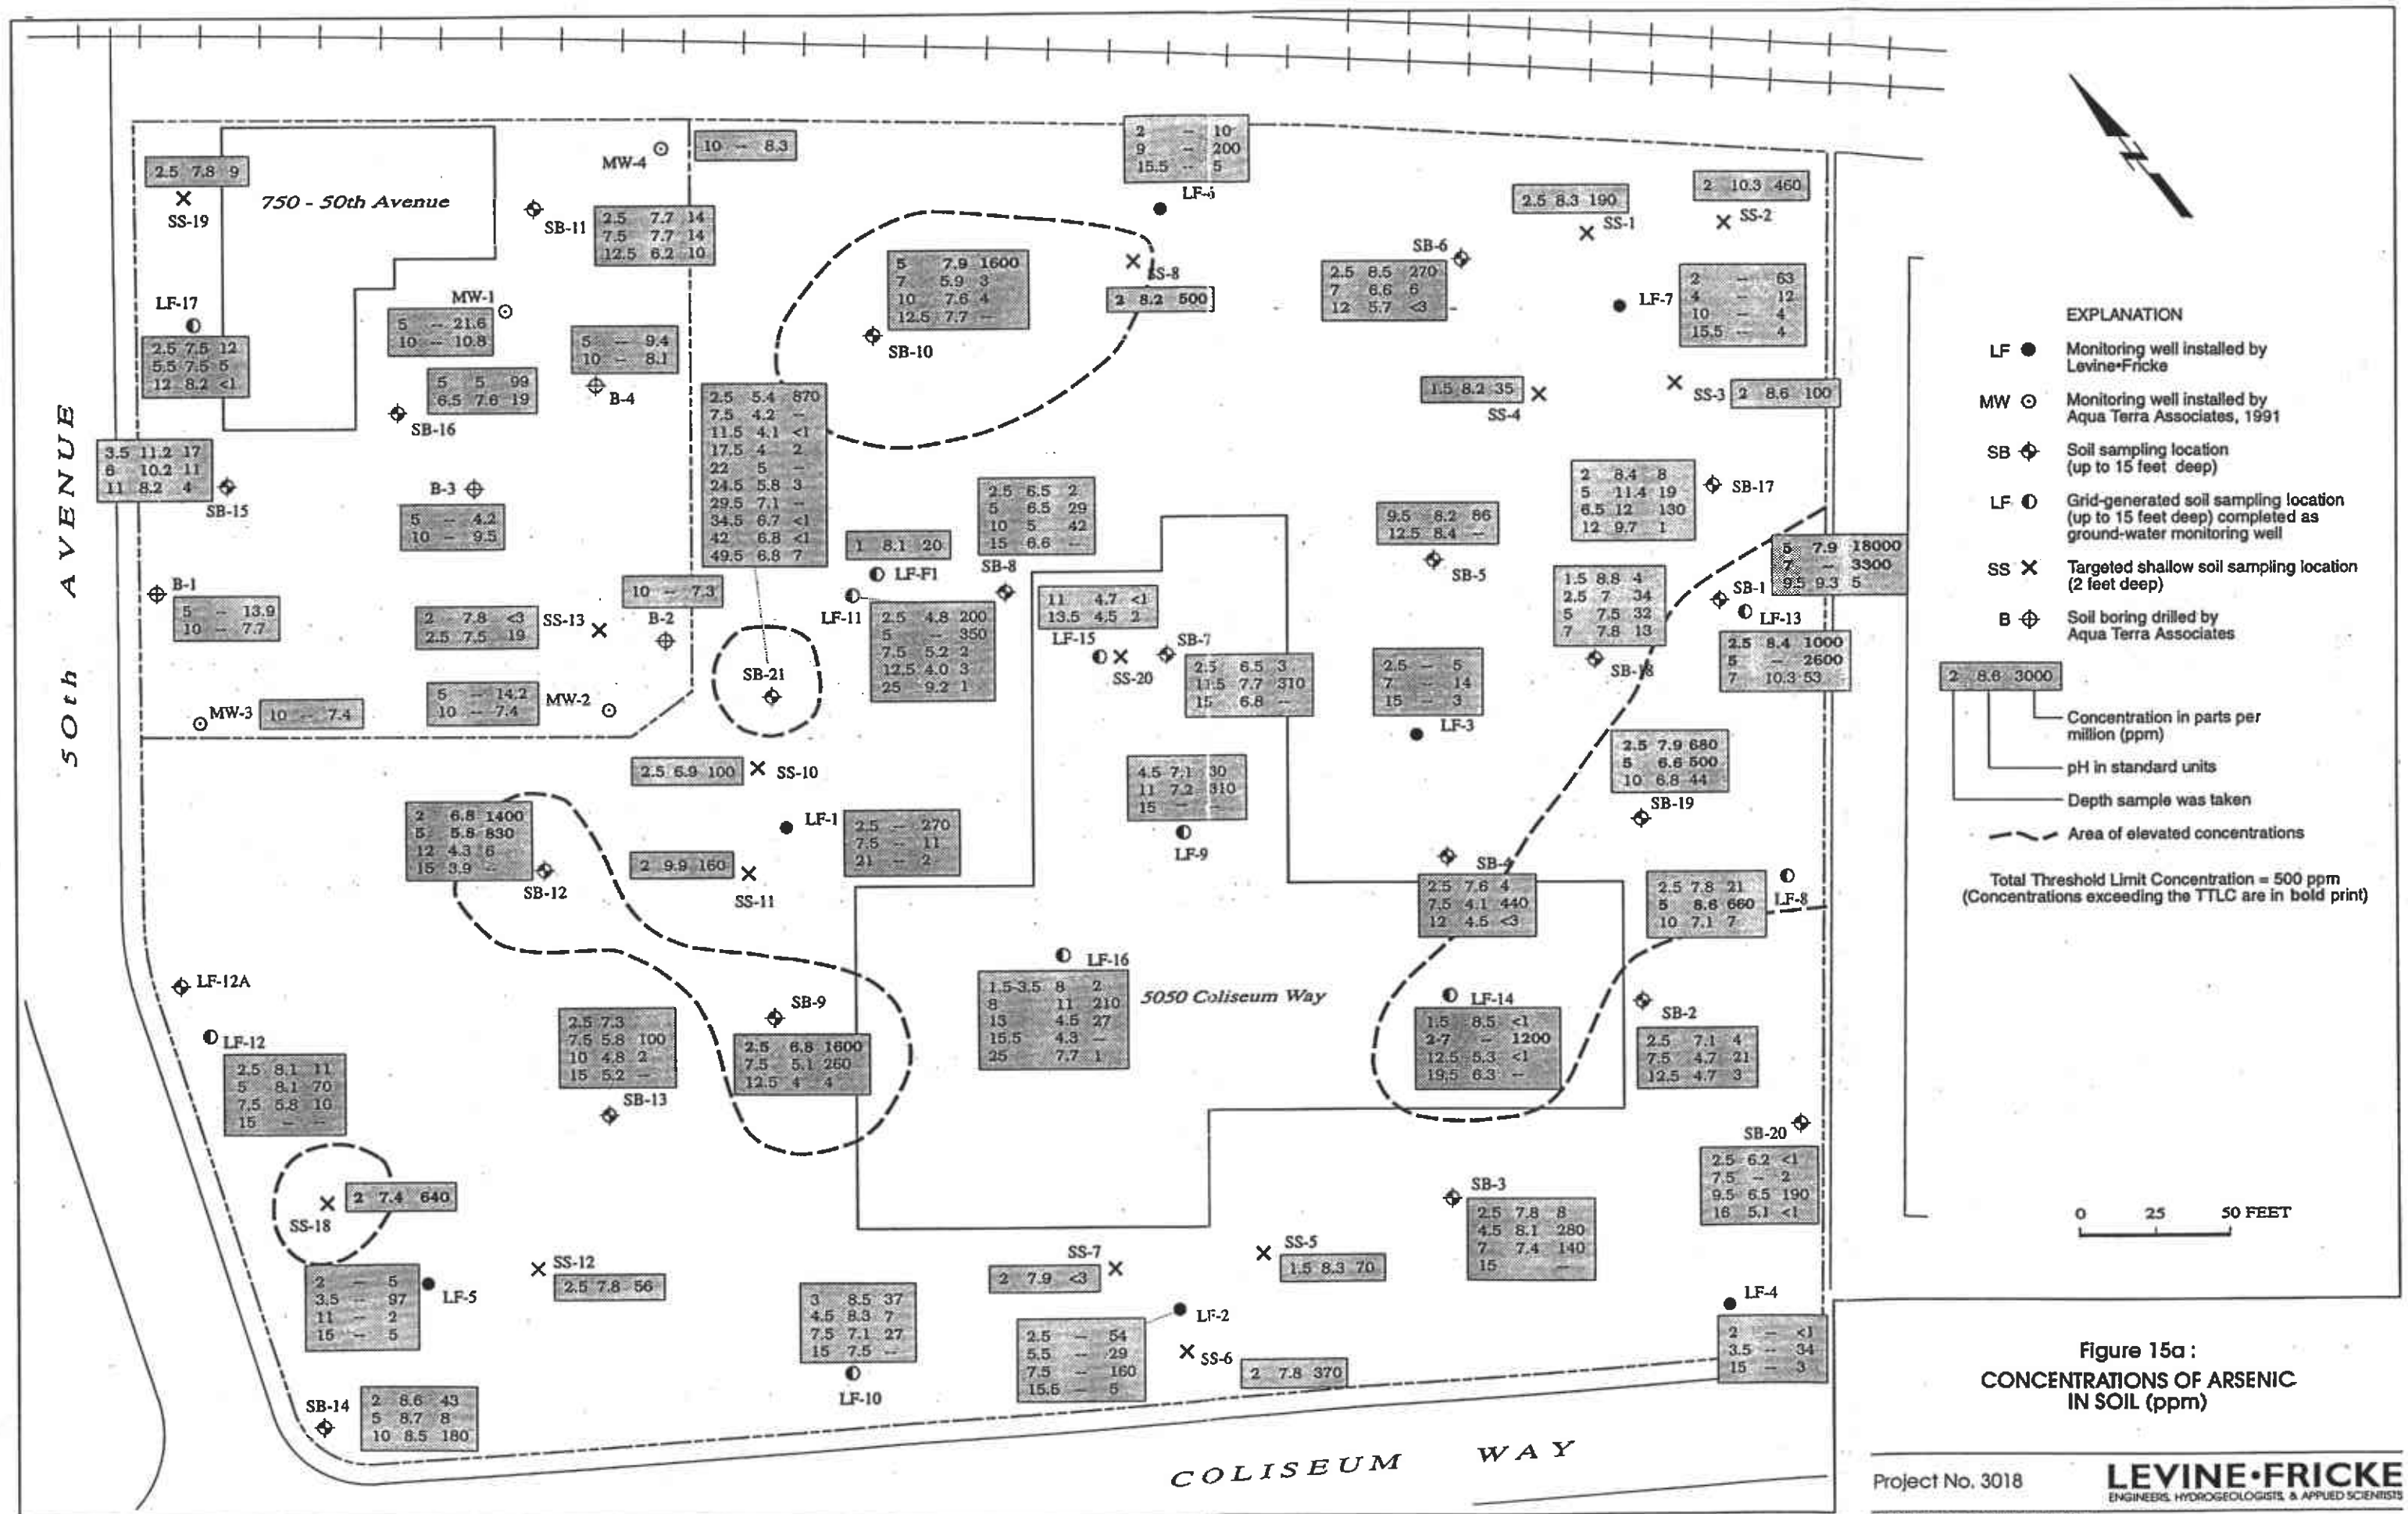 MW-4
10 -- 8.3
2 -- 10
9 -- 200
15.5 -- 5
LF-6
2.5 7.8 9
SS-19
750 - 50th Avenue
SB-11
2.5 7.7 14
7.5 7.7 14
12.5 6.2 10
5 7.9 1600
7 5.9 3
10 7.6 4
12.5 7.7 --
SB-10
SS-8
2 8.2 500
SB-6
2.5 8.5 270
7 6.6 6
12 5.7 <3
2.5 8.3 190
SS-1
2 10.3 460
SS-2
LF-7
2 -- 63
4 -- 12
10 -- 4
15.5 -- 4
LF-17
2.5 7.5 12
5.5 7.5 5
12 8.2 <1
MW-1
5 -- 21.6
10 -- 10.8
5 -- 9.4
10 -- 8.1
B-4
5 5 99
6.5 7.6 19
SB-16
1.5 8.2 35
SS-4
SS-3
2 8.6 100
3.5 11.2 17
6 10.2 11
11 8.2 4
SB-15
B-3
5 -- 4.2
10 -- 9.5
2.5 5.4 870
7.5 4.2 --
11.5 4.1 <1
17.5 4 2
22 5 --
24.5 5.8 3
29.5 7.1 --
34.5 6.7 <1
42 6.8 <1
49.5 6.8 7
SB-21
2.5 6.5 2
5 6.5 29
10 5 42
15 6.6 --
SB-8
1 8.1 20
LF-F1
LF-11
2.5 4.8 200
5 -- 350
7.5 5.2 2
12.5 4.0 3
25 9.2 1
9.5 8.2 86
12.5 8.4 --
SB-5
2 8.4 8
5 11.4 19
6.5 12 130
12 9.7 1
SB-17
5 7.9 18000
7 -- 3300
9.5 9.3 5
SB-1
LF-13
2.5 8.4 1000
5 -- 2600
7 10.3 53
1.5 8.8 4
2.5 7 34
5 7.5 32
7 7.8 13
SB-18
50th AVENUE
B-1
5 -- 13.9
10 -- 7.7
2 7.8 <3
2.5 7.5 19
SS-13
10 -- 7.3
B-2
11 4.7 <1
13.5 4.5 2
LF-15
SS-20
SB-7
2.5 6.5 3
11.5 7.7 310
15 6.8 --
2.5 -- 5
7 -- 14
15 -- 3
LF-3
MW-3
10 -- 7.4
5 -- 14.2
10 -- 7.4
MW-2
2.5 6.9 100
SS-10
4.5 7.1 30
11 7.2 310
15 -- --
LF-9
2.5 7.9 680
5 6.6 500
10 6.8 44
SB-19
2 6.8 1400
5 5.8 830
12 4.3 6
15 3.9 --
SB-12
LF-1
2.5 -- 270
7.5 -- 11
21 -- 2
2 9.9 160
SS-11
SB-4
2.5 7.6 4
7.5 4.1 440
12 4.5 <3
2.5 7.8 21
5 8.6 660
10 7.1 7
LF-8
LF-12A
LF-12
2.5 8.1 11
5 8.1 70
7.5 5.8 10
15 -- --
2.5 7.3
7.5 5.8 100
10 4.8 2
15 5.2 --
SB-13
SB-9
2.5 6.8 1600
7.5 5.1 260
12.5 4 4
LF-16
1.5-3.5 8 2
8 11 210
13 4.5 27
15.5 4.3 --
25 7.7 1
5050 Coliseum Way
LF-14
1.5 8.5 <1
2-7 -- 1200
12.5 5.3 <1
19.5 6.3 --
SB-2
2.5 7.1 4
7.5 4.7 21
12.5 4.7 3
SB-20
2.5 6.2 <1
7.5 -- 2
9.5 6.5 190
16 5.1 <1
SS-18
2 7.4 640
SB-3
2.5 7.8 8
4.5 8.1 280
7 7.4 140
15 --
2 -- 5
3.5 -- 97
11 -- 2
15 -- 5
LF-5
SS-12
2.5 7.8 56
3 8.5 37
4.5 8.3 7
7.5 7.1 27
15 7.5 --
LF-10
SS-7
2 7.9 <3
SS-5
1.5 8.3 70
LF-2
2.5 -- 54
5.5 -- 29
7.5 -- 160
15.5 -- 5
SS-6
2 7.8 370
LF-4
2 -- <1
3.5 -- 34
15 -- 3
SB-14
2 8.6 43
5 8.7 8
10 8.5 180
COLISEUM WAY
EXPLANATION
LF Monitoring well installed by
Levine•Fricke
MW Monitoring well installed by
Aqua Terra Associates, 1991
SB Soil sampling location
(up to 15 feet deep)
LF Grid-generated soil sampling location
(up to 15 feet deep) completed as
ground-water monitoring well
SS Targeted shallow soil sampling location
(2 feet deep)
B Soil boring drilled by
Aqua Terra Associates
2 8.6 3000
Concentration in parts per
million (ppm)
pH in standard units
Depth sample was taken
Area of elevated concentrations
Total Threshold Limit Concentration = 500 ppm
(Concentrations exceeding the TTLC are in bold print)
0 25 50 FEET
Figure 15a :
CONCENTRATIONS OF ARSENIC
IN SOIL (ppm)
Project No. 3018
LEVINE•FRICKE
ENGINEERS, HYDROGEOLOGISTS, & APPLIED SCIENTISTS